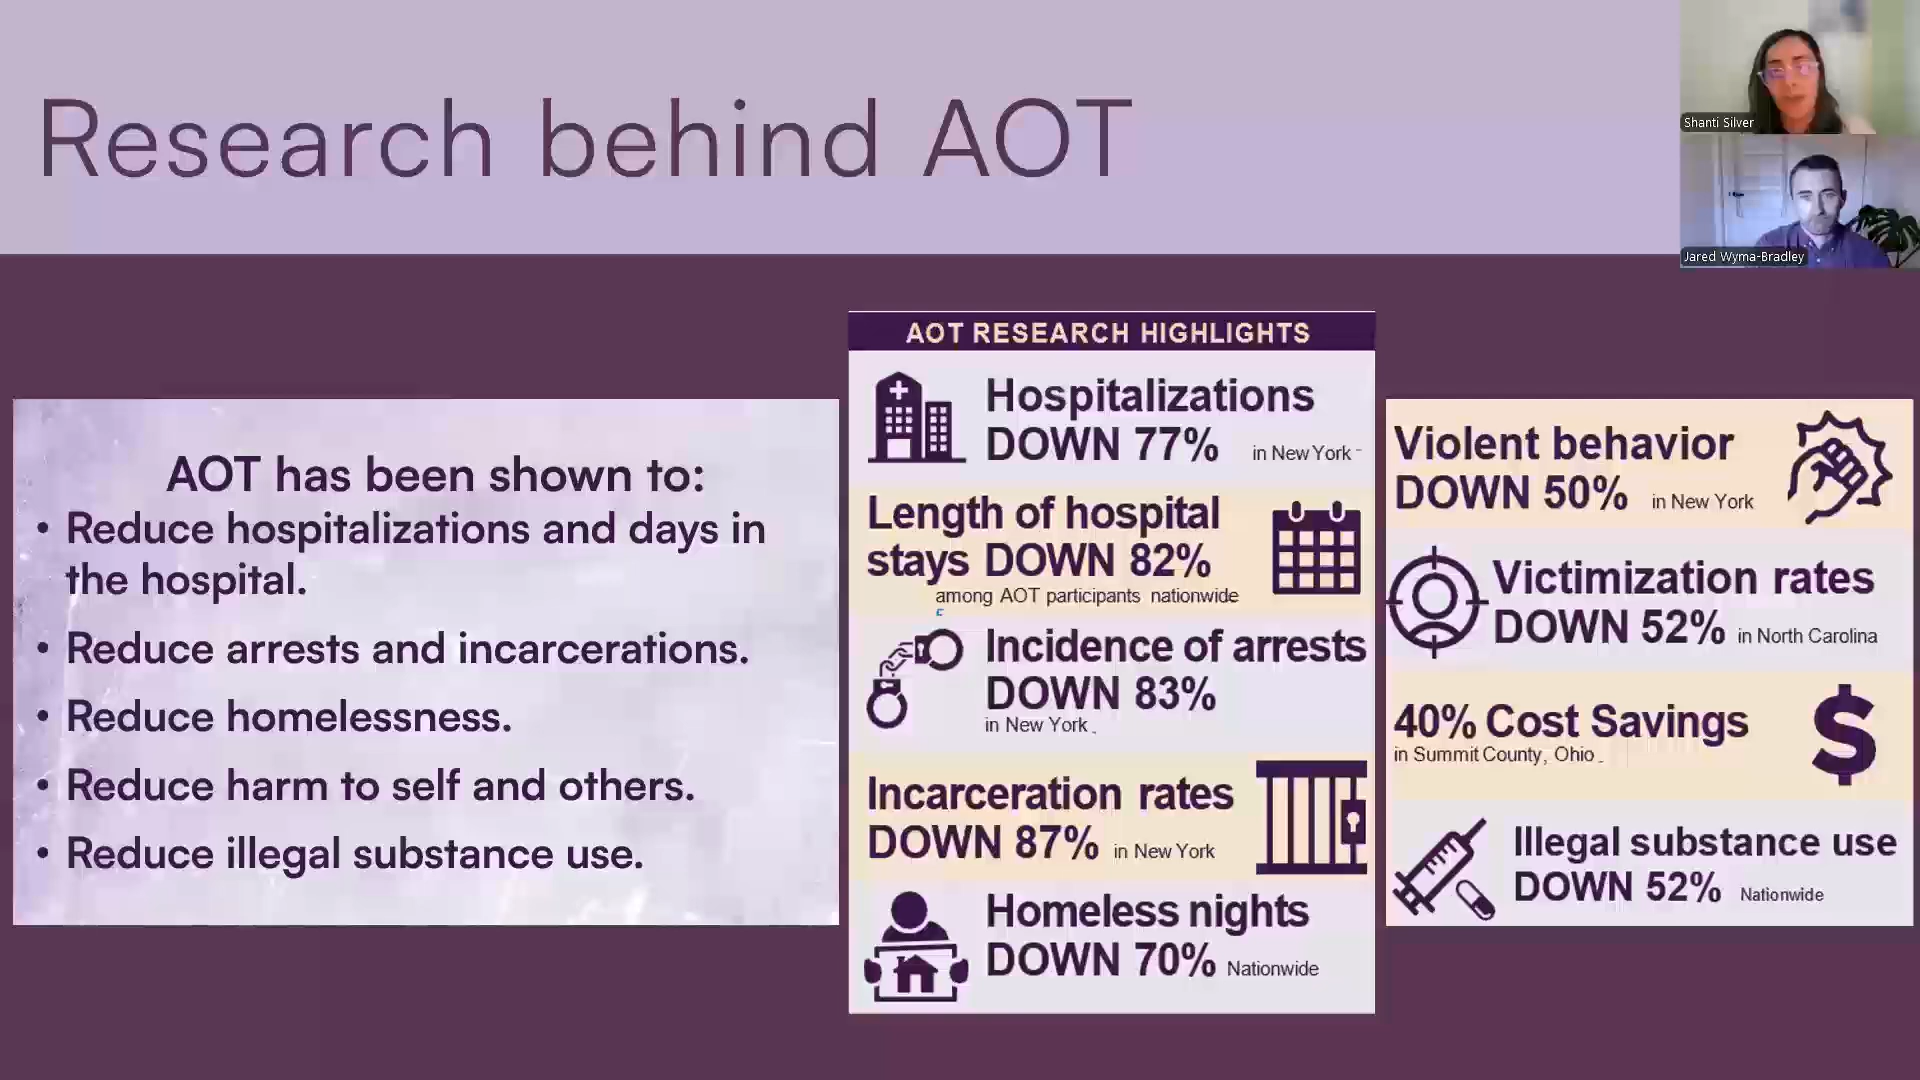 Research behind AOT
Shanti Silver
Jared Wyma-Bradley
AOT has been shown to:
• Reduce hospitalizations and days in
the hospital.
• Reduce arrests and incarcerations.
• Reduce homelessness.
• Reduce harm to self and others.
• Reduce illegal substance use.
AOT RESEARCH HIGHLIGHTS
Hospitalizations
DOWN 77% in New York
Length of hospital
stays DOWN 82%
among AOT participants nationwide
Incidence of arrests
DOWN 83%
in New York
Incarceration rates
DOWN 87% in New York
Homeless nights
DOWN 70% Nationwide
Violent behavior
DOWN 50% in New York
Victimization rates
DOWN 52% in North Carolina
40% Cost Savings
in Summit County, Ohio
$
Illegal substance use
DOWN 52% Nationwide